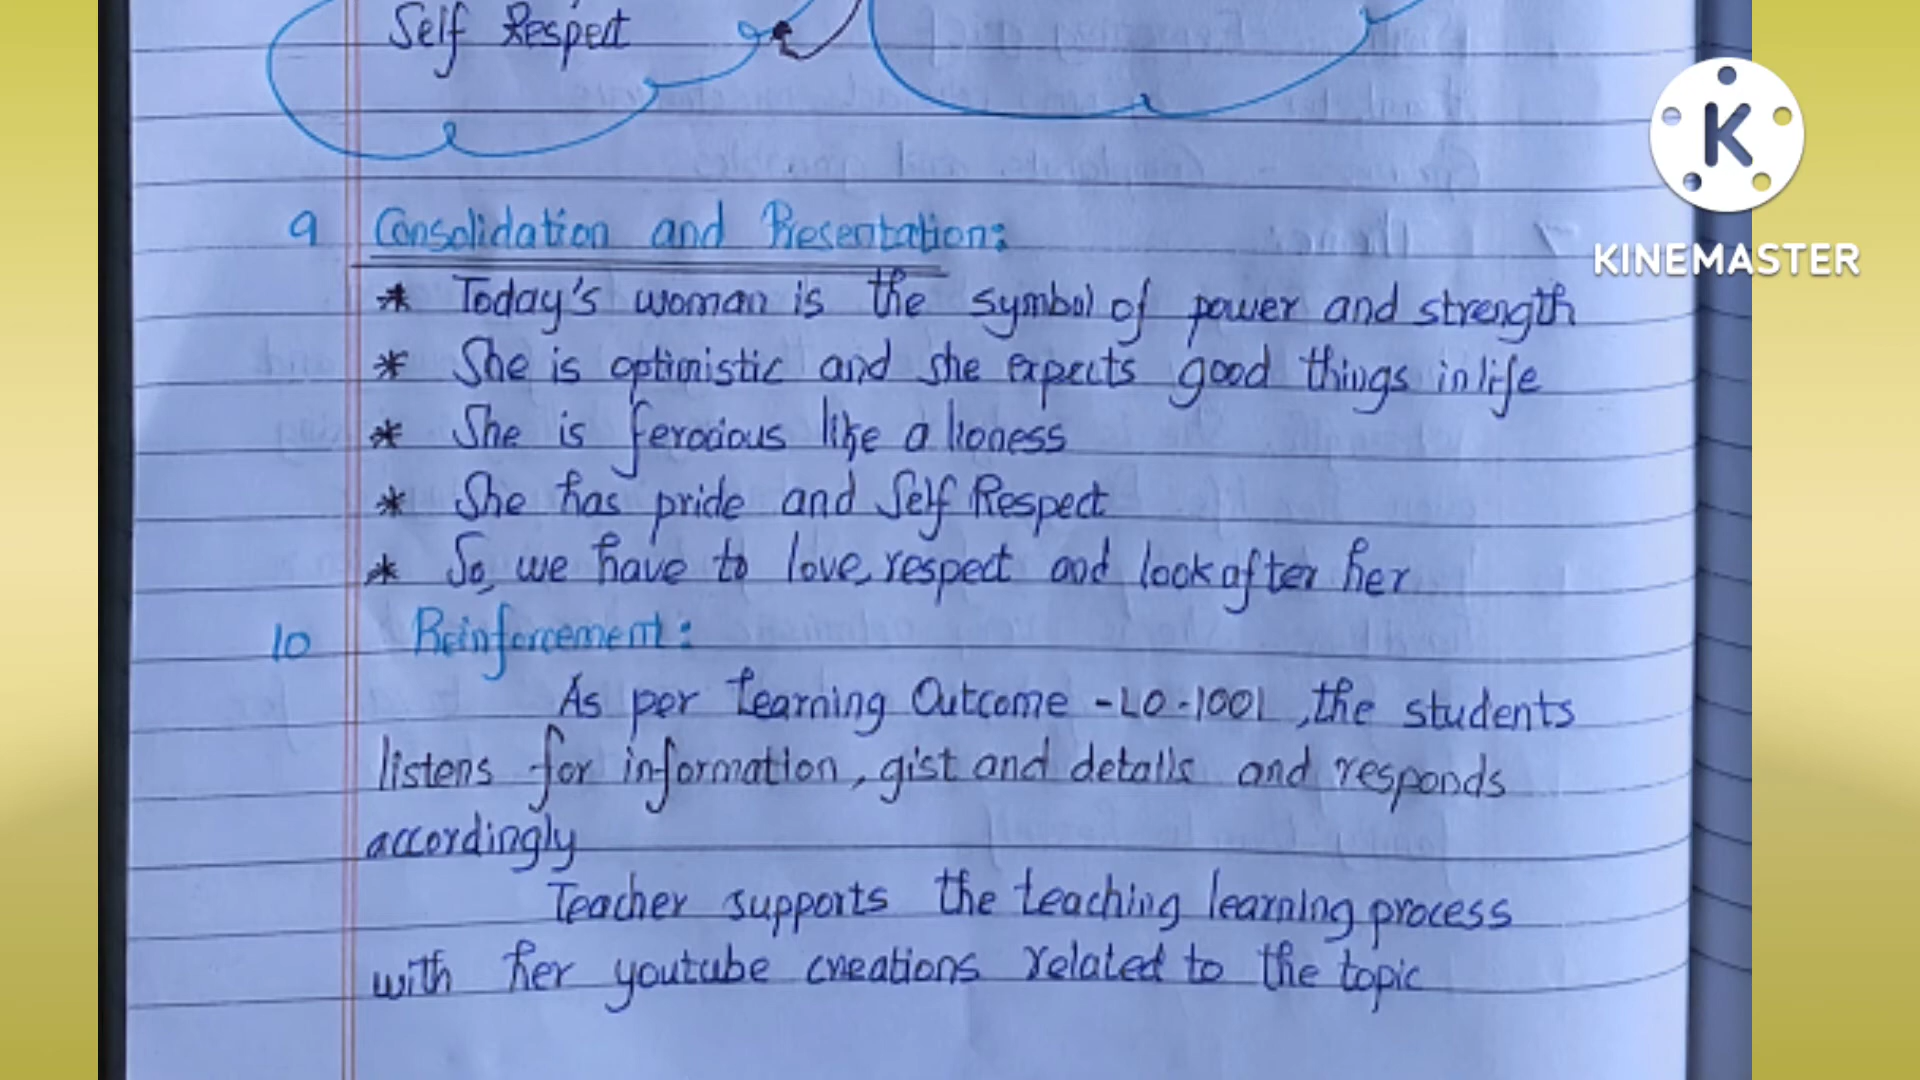 Self Respect
K
KINEMASTER
9 Consolidation and Presentation:
* Today's woman is the symbol of power and strength
* She is optimistic and she expects good things in life
* She is ferocious like a lioness
* She has pride and Self Respect
* So, we have to love, respect and look after her
10 Reinforcement:
As per Learning Outcome - LO-1001, the students
listens for information, gist and details and responds
accordingly
Teacher supports the teaching learning process
with her youtube creations related to the topic